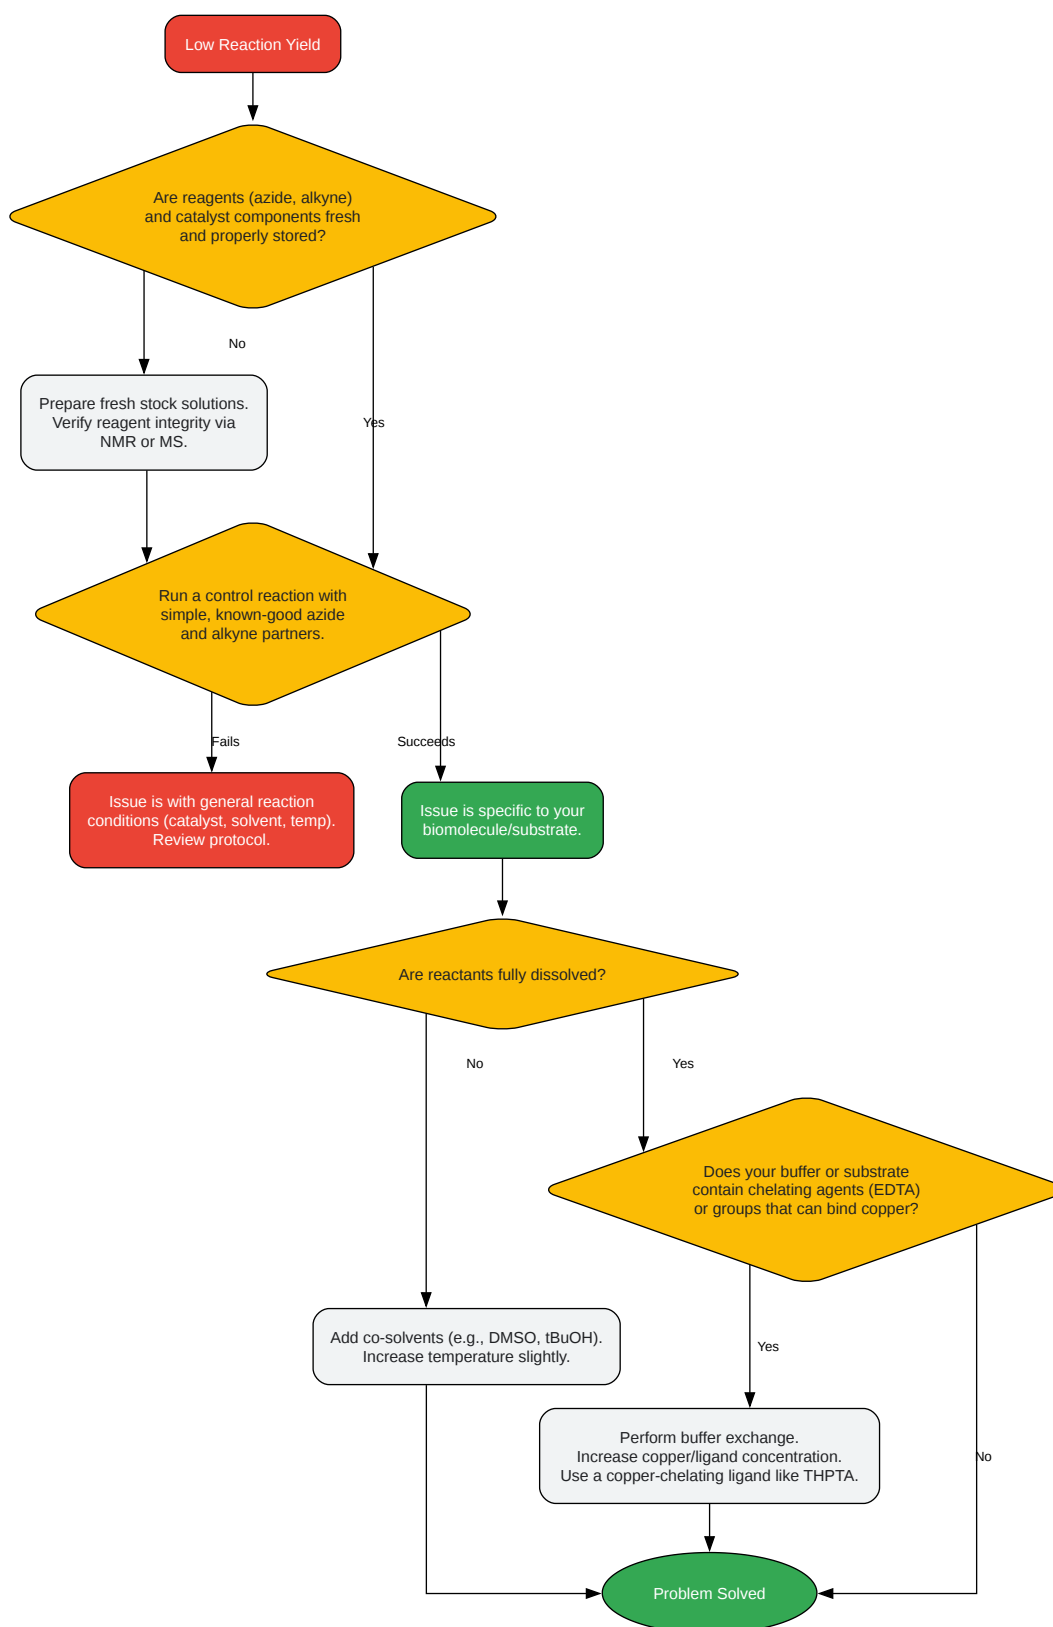 Low Reaction Yield
Are reagents (azide, alkyne)
and catalyst components fresh
and properly stored?
No
Yes
Prepare fresh stock solutions.
Verify reagent integrity via
NMR or MS.
Run a control reaction with
simple, known-good azide
and alkyne partners.
Fails
Succeeds
Issue is with general reaction
conditions (catalyst, solvent, temp).
Review protocol.
Issue is specific to your
biomolecule/substrate.
Are reactants fully dissolved?
No
Yes
Does your buffer or substrate
contain chelating agents (EDTA)
or groups that can bind copper?
Add co-solvents (e.g., DMSO, tBuOH).
Increase temperature slightly.
Yes
Perform buffer exchange.
Increase copper/ligand concentration.
Use a copper-chelating ligand like THPTA.
No
Problem Solved